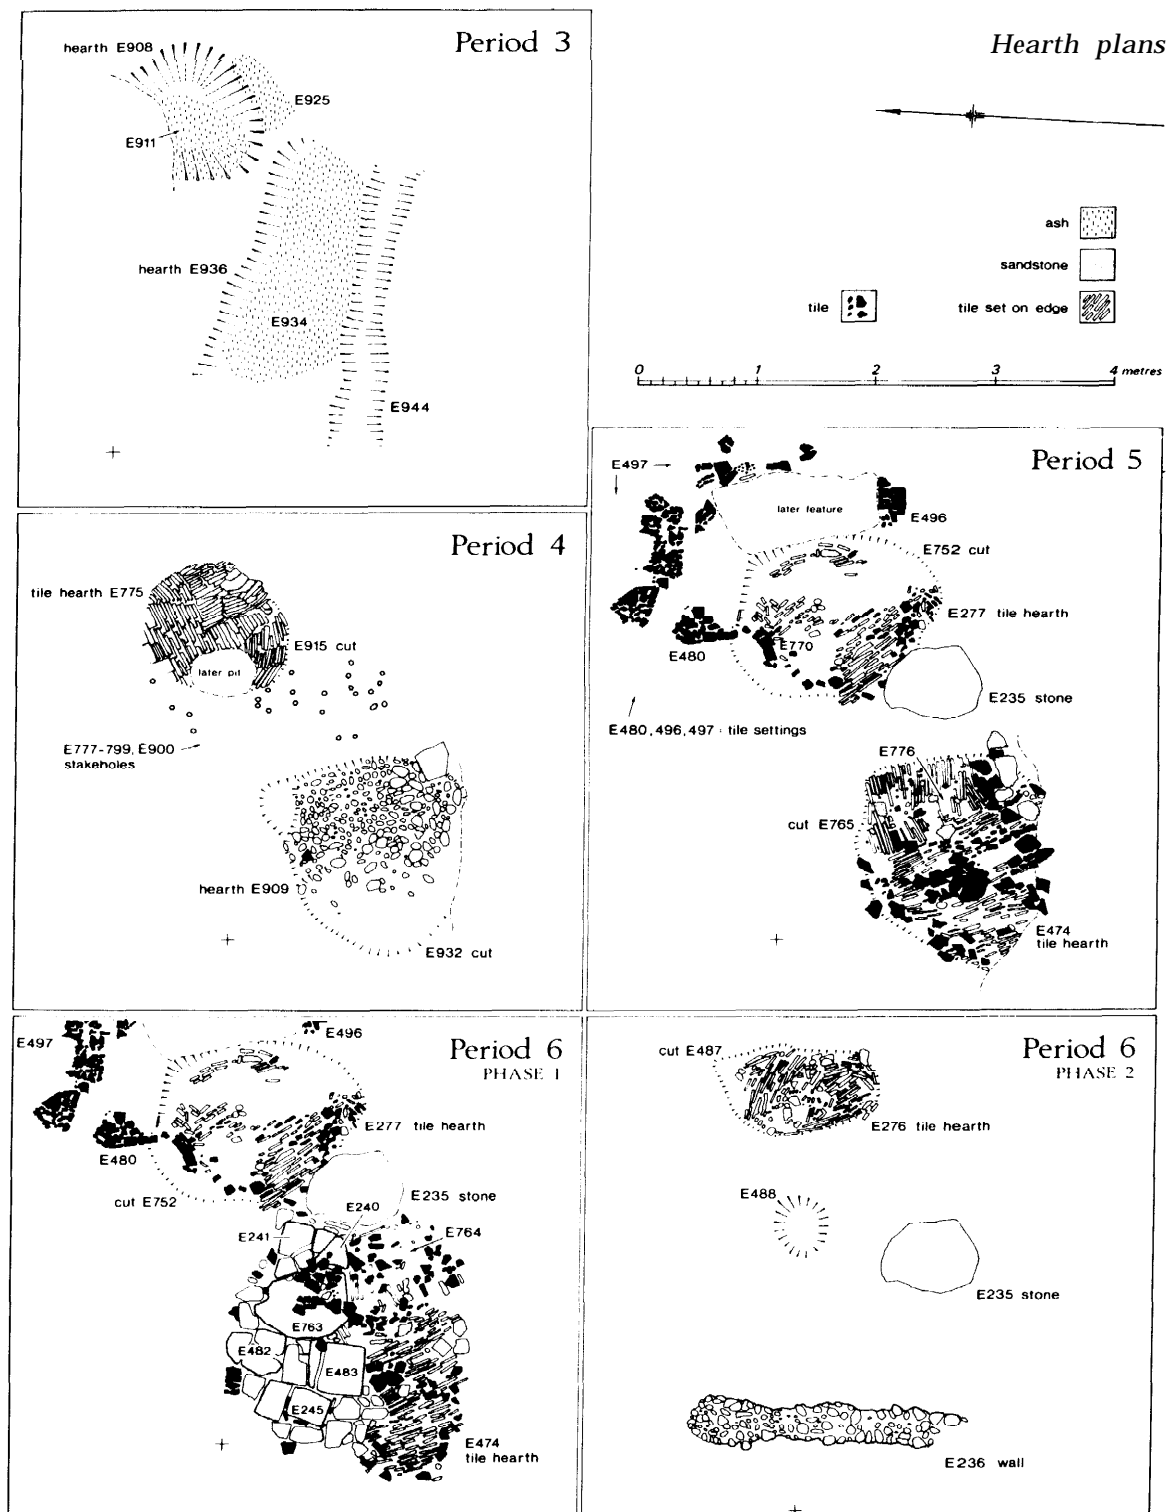 Hearth plans
ash
sandstone
tile
tile set on edge
0 1 2 3 4 metres
Period 3
hearth E908
E925
E911
hearth E936
E934
E944
Period 4
tile hearth E775
E915 cut
later pit
E777-799, E900
stakeholes
hearth E909
E932 cut
Period 5
E497
later feature
E496
E752 cut
E277 tile hearth
E770
E480
E235 stone
E480, 496, 497 : tile settings
E776
cut E765
E474
tile hearth
Period 6
PHASE 1
E497
E496
E277 tile hearth
E480
cut E752
E235 stone
E240
E241
E764
E763
E482
E483
E245
E474
tile hearth
Period 6
PHASE 2
cut E487
E276 tile hearth
E488
E235 stone
E236 wall